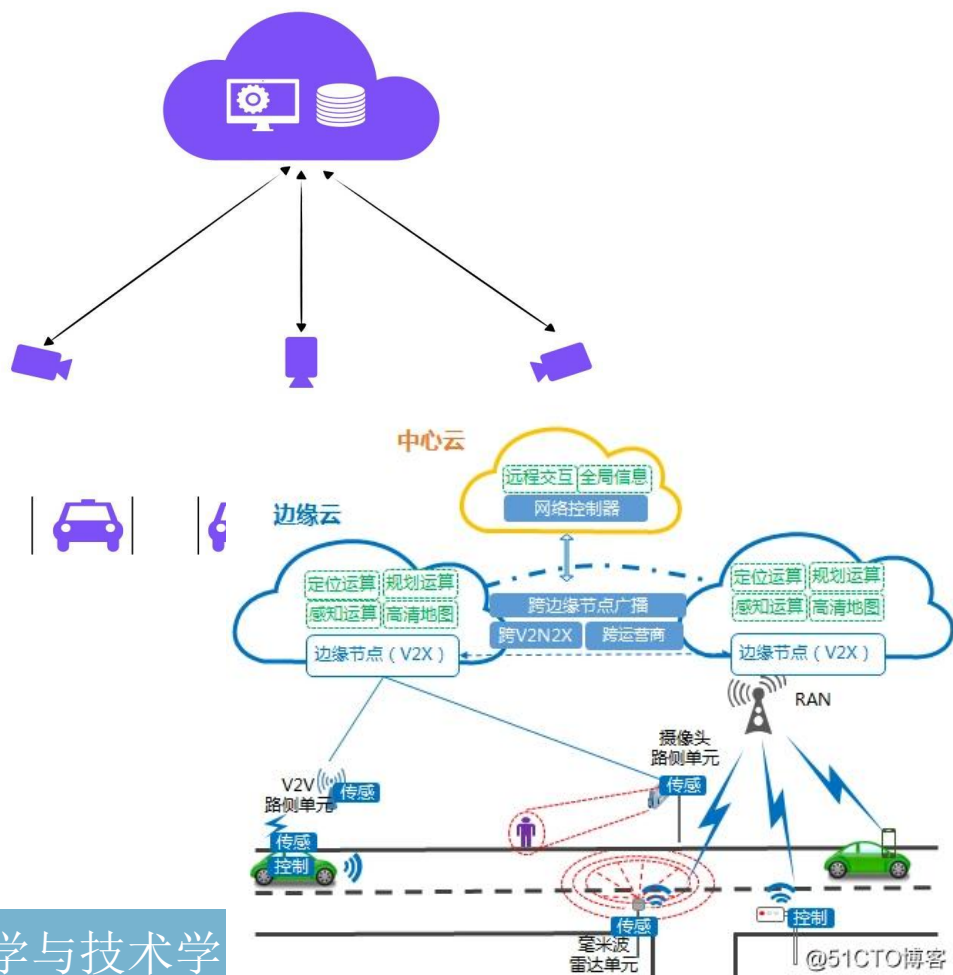 中心云
远程交互 全局信息
网络控制器
边缘云
定位运算 规划运算
感知运算 高清地图
边缘节点（V2X）
跨边缘节点广播
跨V2N2X 跨运营商
定位运算 规划运算
感知运算 高清地图
边缘节点（V2X）
RAN
摄像头
路侧单元
传感
V2V
路侧单元
传感
传感
控制
传感
毫米波
雷达单元
控制
学与技术学
@51CTO博客